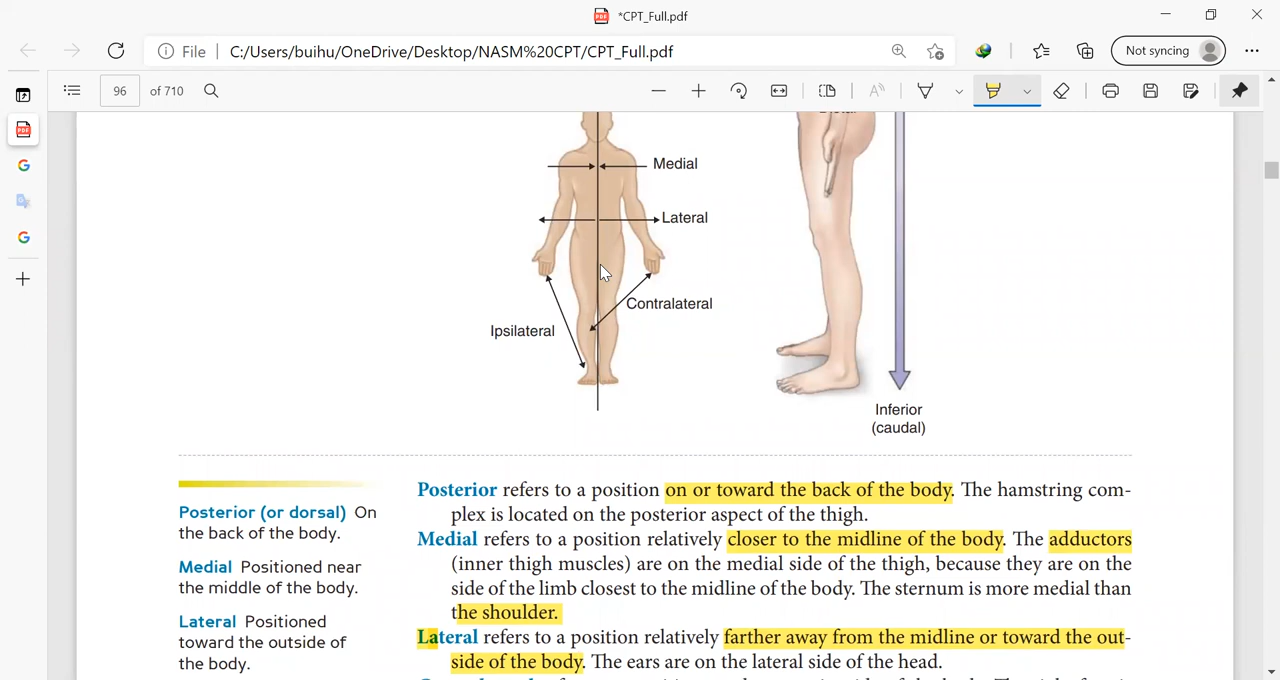 *CPT_Full.pdf
File C:/Users/buihu/OneDrive/Desktop/NASM%20CPT/CPT_Full.pdf Not syncing
96 of 710
Medial
Lateral
Contralateral
Ipsilateral
Inferior
(caudal)
Posterior (or dorsal) On
the back of the body.
Medial Positioned near
the middle of the body.
Lateral Positioned
toward the outside of
the body.
Posterior refers to a position on or toward the back of the body. The hamstring com-
plex is located on the posterior aspect of the thigh.
Medial refers to a position relatively closer to the midline of the body. The adductors
(inner thigh muscles) are on the medial side of the thigh, because they are on the
side of the limb closest to the midline of the body. The sternum is more medial than
the shoulder.
Lateral refers to a position relatively farther away from the midline or toward the out-
side of the body. The ears are on the lateral side of the head.